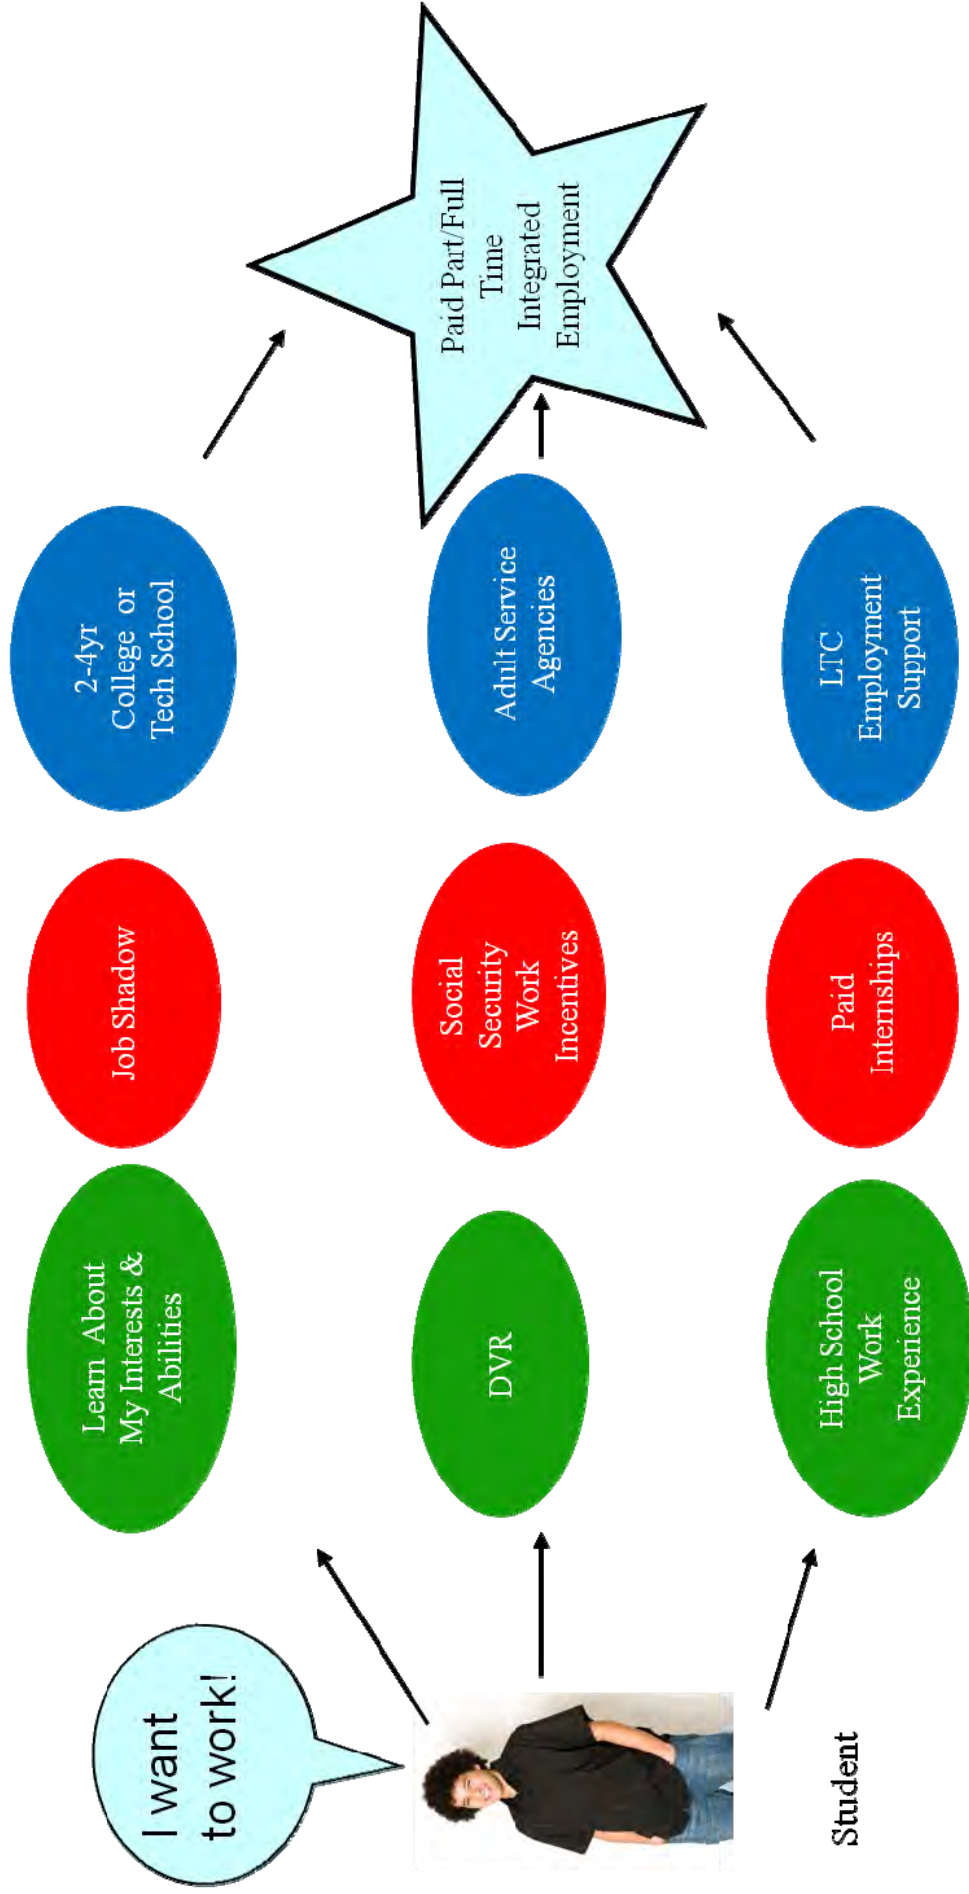 I want
to work!
Student
Learn About
My Interests &
Abilities
DVR
High School
Work
Experience
Job Shadow
Social
Security
Work
Incentives
Paid
Internships
2-4yr
College or
Tech School
Adult Service
Agencies
LTC
Employment
Support
Paid Part/Full
Time
Integrated
Employment